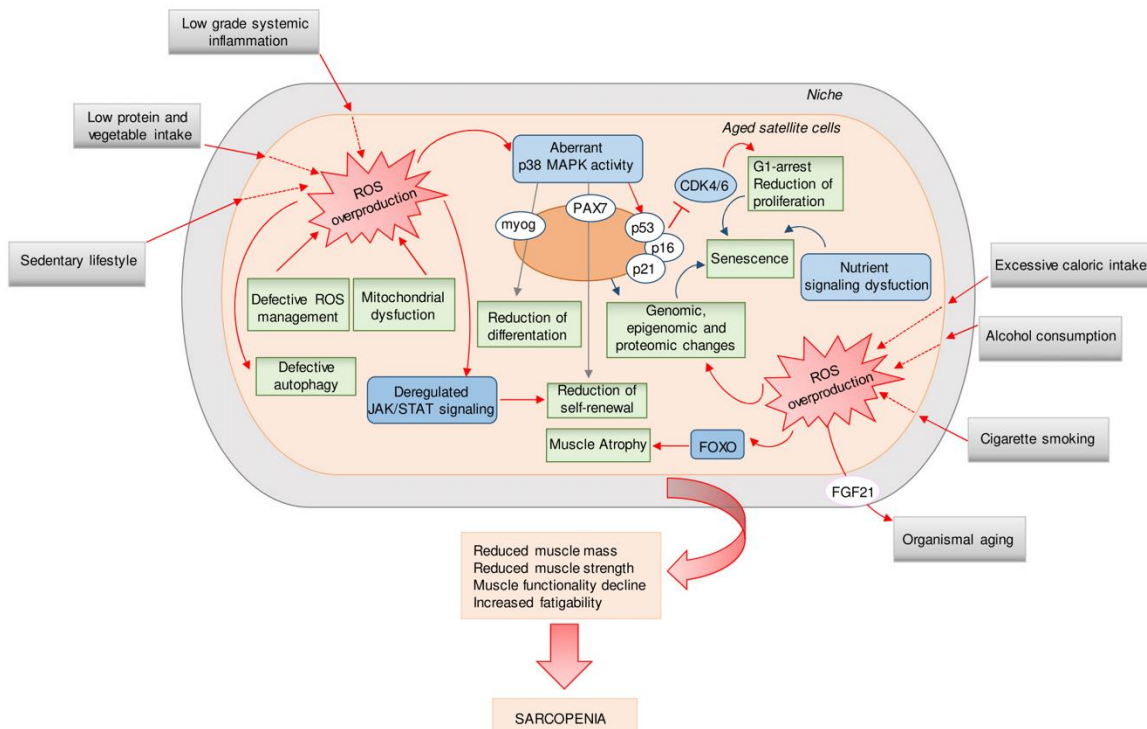 Low grade systemic
inflammation
Niche
Low protein and
vegetable intake
Aged satellite cells
Aberrant
p38 MAPK activity
G1-arrest
Reduction of
proliferation
CDK4/6
ROS
overproduction
PAX7
myog
p53
p16
p21
Sedentary lifestyle
Senescence
Excessive caloric intake
Nutrient
signaling dysfuction
Defective ROS
management
Mitochondrial
dysfuction
Reduction of
differentation
Genomic,
epigenomic and
proteomic changes
Alcohol consumption
Defective
autophagy
Deregulated
JAK/STAT signaling
Reduction of
self-renewal
ROS
overproduction
Cigarette smoking
Muscle Atrophy
FOXO
FGF21
Organismal aging
Reduced muscle mass
Reduced muscle strength
Muscle functionality decline
Increased fatigability
SARCOPENIA